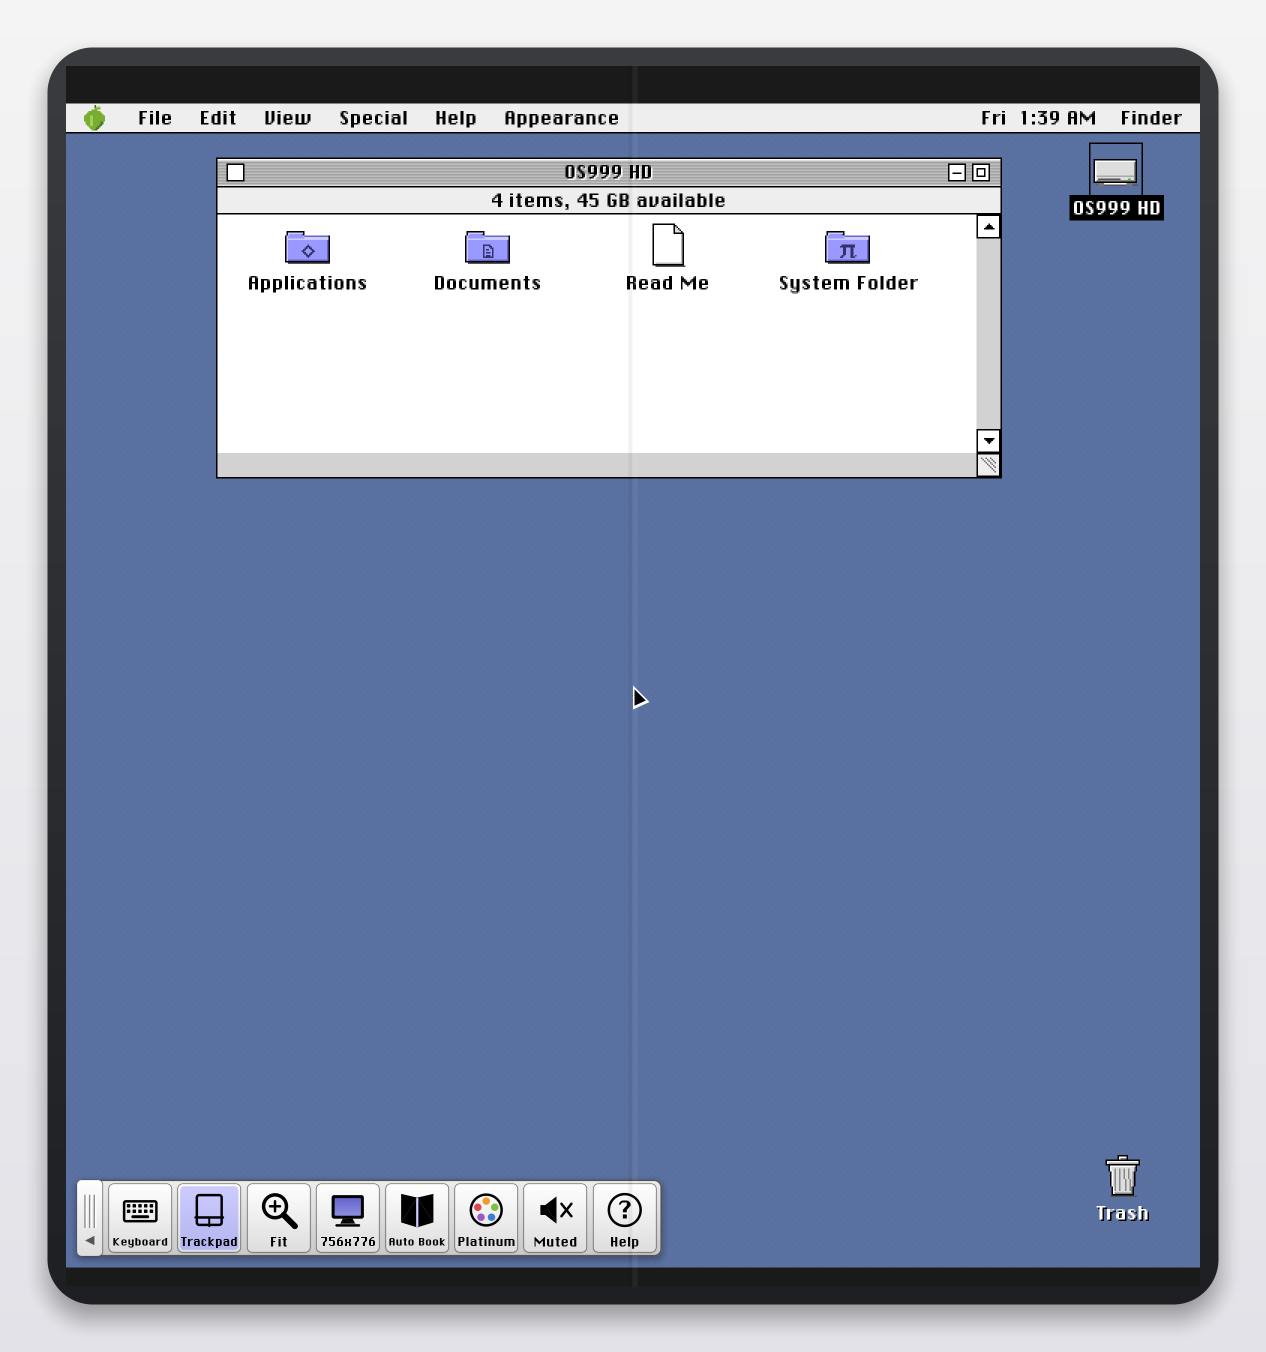 File Edit View Special Help Appearance Fri 1:39 AM Finder
OS999 HD
OS999 HD
4 items, 45 GB available
Applications Documents Read Me System Folder
Trash
Keyboard Trackpad Fit 756x776 Auto Book Platinum Muted Help